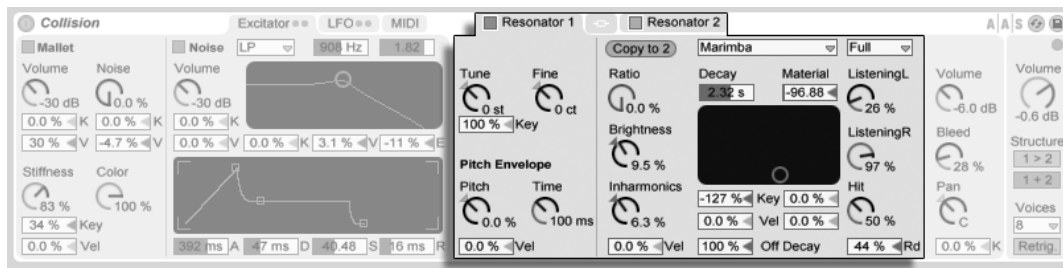 Collision Excitator LFO MIDI Resonator 1 Resonator 2 A A S
Mallet Noise LP 908 Hz 1.82 Copy to 2 Marimba Full
Volume Noise Volume Tune Fine Ratio Decay Material ListeningL Volume Volume
-30 dB 0.0 % -30 dB 0 st 0 ct 0.0 % 2.32 s -96.88 26 % -6.0 dB -0.6 dB
0.0 % K 0.0 % K 0.0 % K 100 % Key Brightness ListeningR Bleed Structure
30 % V -4.7 % V 0.0 % V 0.0 % K 3.1 % V -11 % E 9.5 % 97 % 28 % 1 > 2
Stiffness Color Pitch Envelope 1 + 2
83 % 100 % Pitch Time Inharmonics Hit Pan Voices
34 % Key 0.0 % 100 ms 6.3 % -127 % Key 0.0 % 50 % C 8
0.0 % Vel 0.0 % Vel 0.0 %
392 ms A 47 ms D 40.48 S 16 ms R 0.0 % Vel 0.0 % Vel 100 % Off Decay 44 % Rd 0.0 % K Retrig.